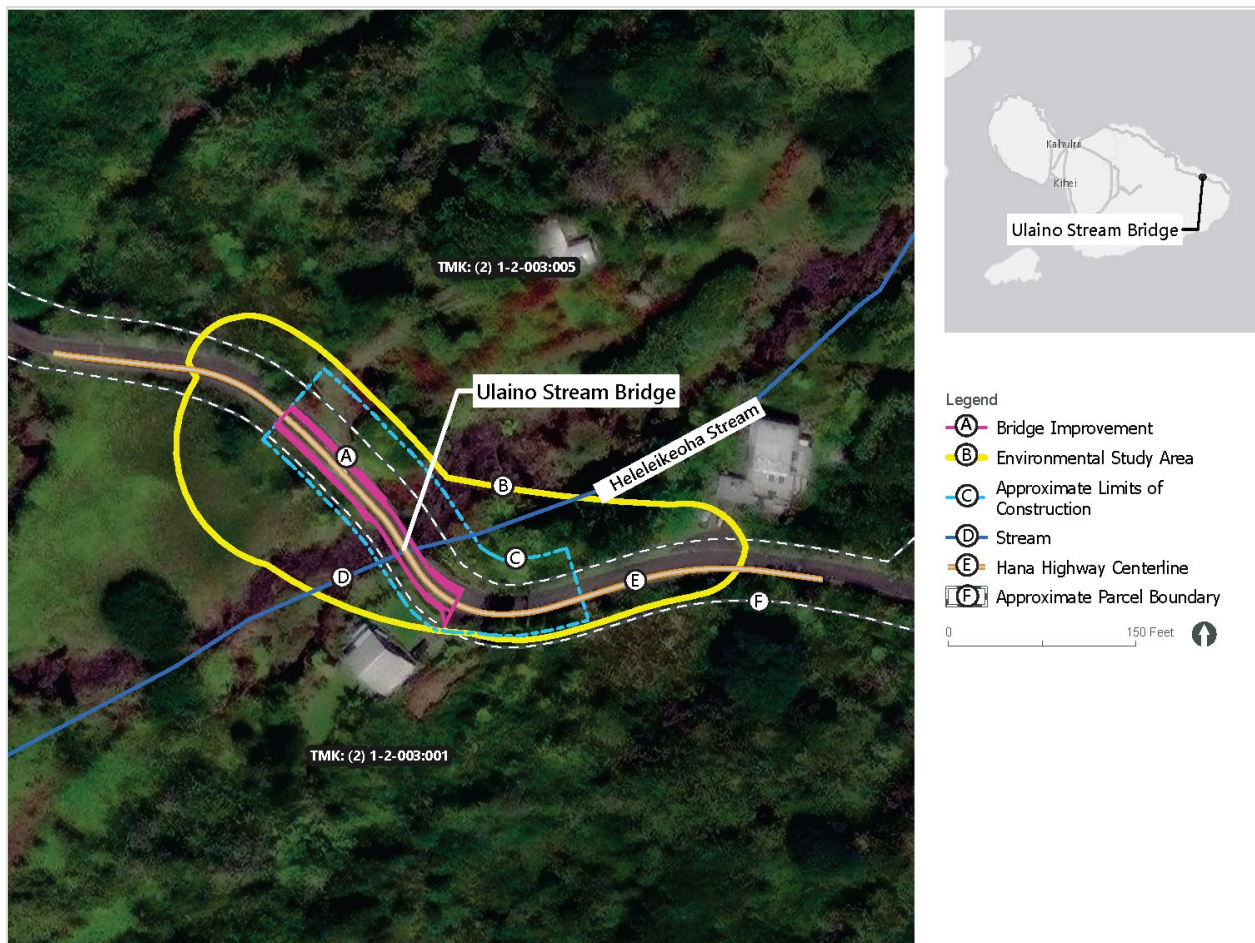 Kahului
Kihei
Ulaino Stream Bridge
TMK: (2) 1-2-003:005
Ulaino Stream Bridge
Heleleikeoha Stream
A
B
C
D
E
F
TMK: (2) 1-2-003:001
Legend
A Bridge Improvement
B Environmental Study Area
C Approximate Limits of
Construction
D Stream
E Hana Highway Centerline
F Approximate Parcel Boundary
0 150 Feet